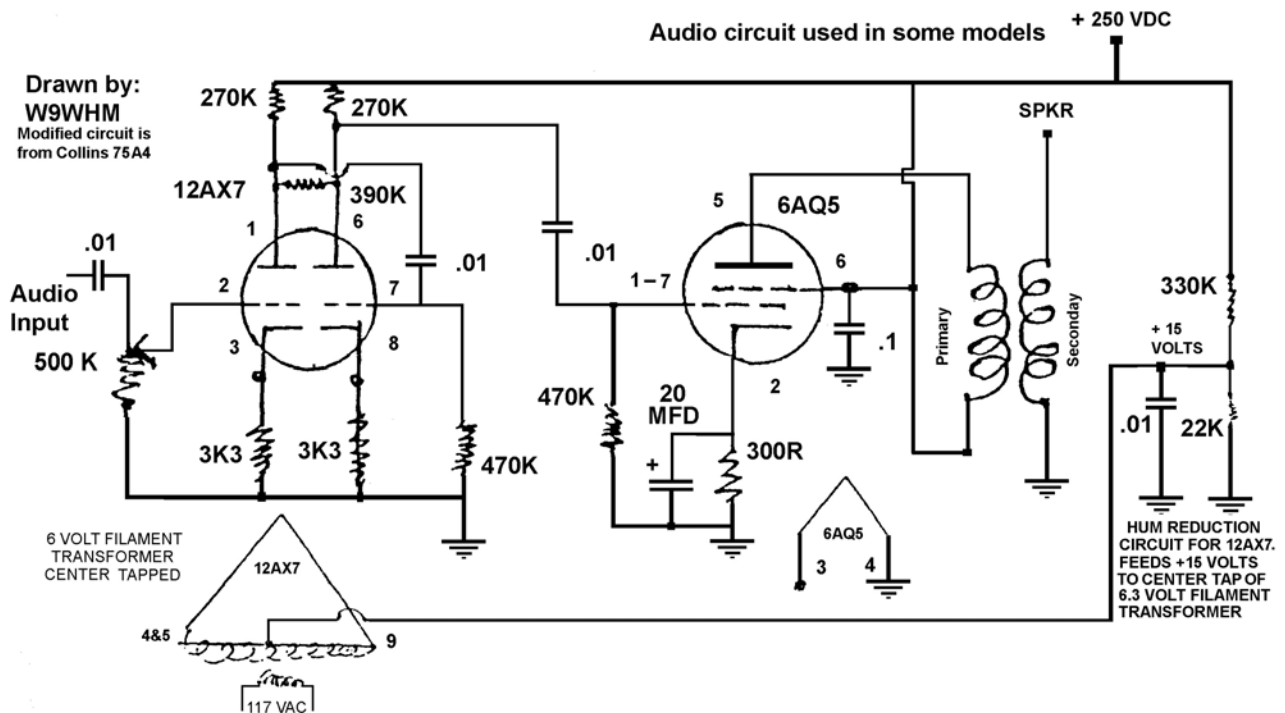 Audio circuit used in some models
+ 250 VDC
Drawn by:
W9WHM
Modified circuit is
from Collins 75A4
270K
270K
SPKR
12AX7
390K
1
6
5
6AQ5
.01
.01
.01
2
7
1-7
6
330K
Audio
Input
500 K
3
8
.1
Primary
Seconday
+ 15
VOLTS
2
20
MFD
470K
.01
22K
3K3
3K3
470K
+
300R
6AQ5
3
4
6 VOLT FILAMENT
TRANSFORMER
CENTER TAPPED
12AX7
4&5
9
117 VAC
HUM REDUCTION
CIRCUIT FOR 12AX7.
FEEDS +15 VOLTS
TO CENTER TAP OF
6.3 VOLT FILAMENT
TRANSFORMER